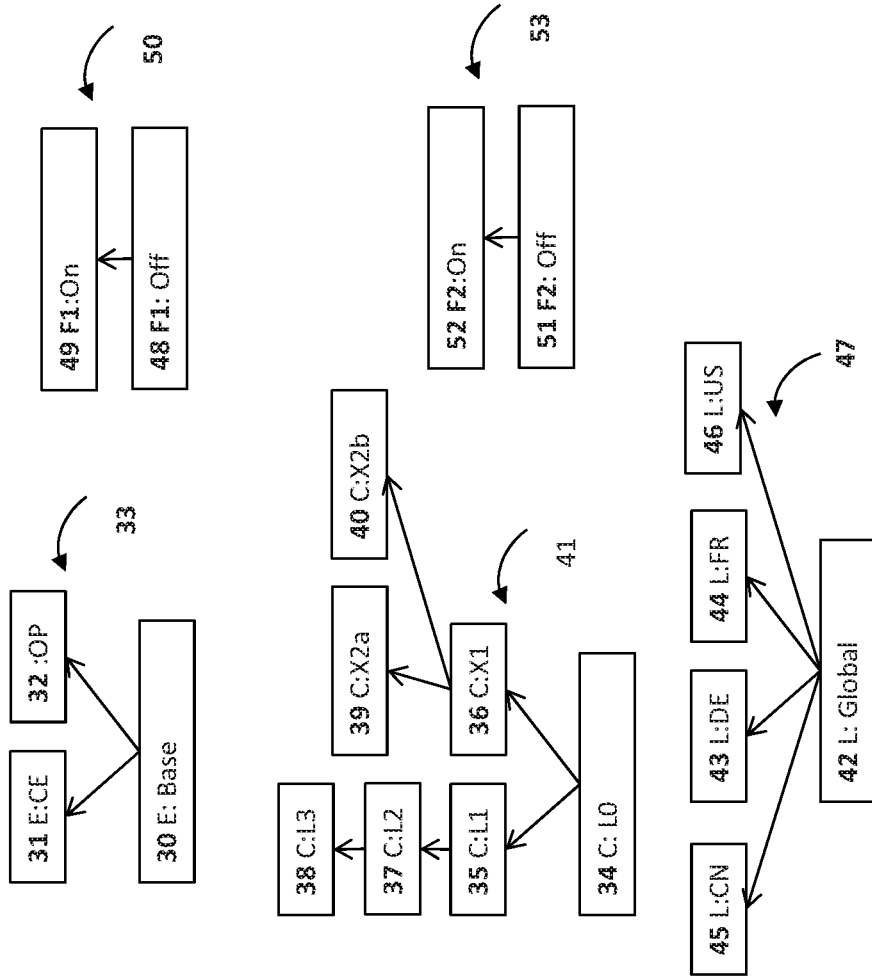 49 F1:On
50
48 F1: Off
31 E:CE
32 :OP
33
30 E: Base
52 F2:On
53
51 F2: Off
38 C:L3
39 C:X2a
40 C:X2b
37 C:L2
35 C:L1
36 C:X1
41
34 C: L0
45 L:CN
43 L:DE
44 L:FR
46 L:US
47
42 L: Global